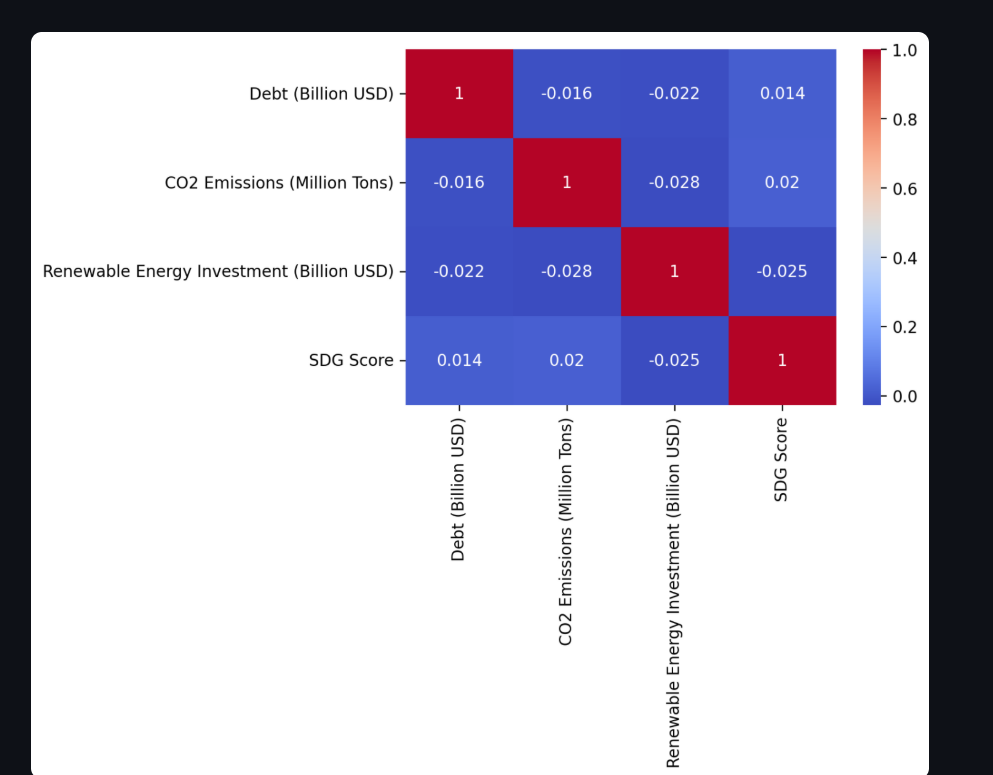 Debt (Billion USD)
1
-0.016
-0.022
0.014
CO2 Emissions (Million Tons)
-0.016
1
-0.028
0.02
Renewable Energy Investment (Billion USD)
-0.022
-0.028
1
-0.025
SDG Score
0.014
0.02
-0.025
1
Debt (Billion USD)
CO2 Emissions (Million Tons)
Renewable Energy Investment (Billion USD)
SDG Score
1.0
0.8
0.6
0.4
0.2
0.0